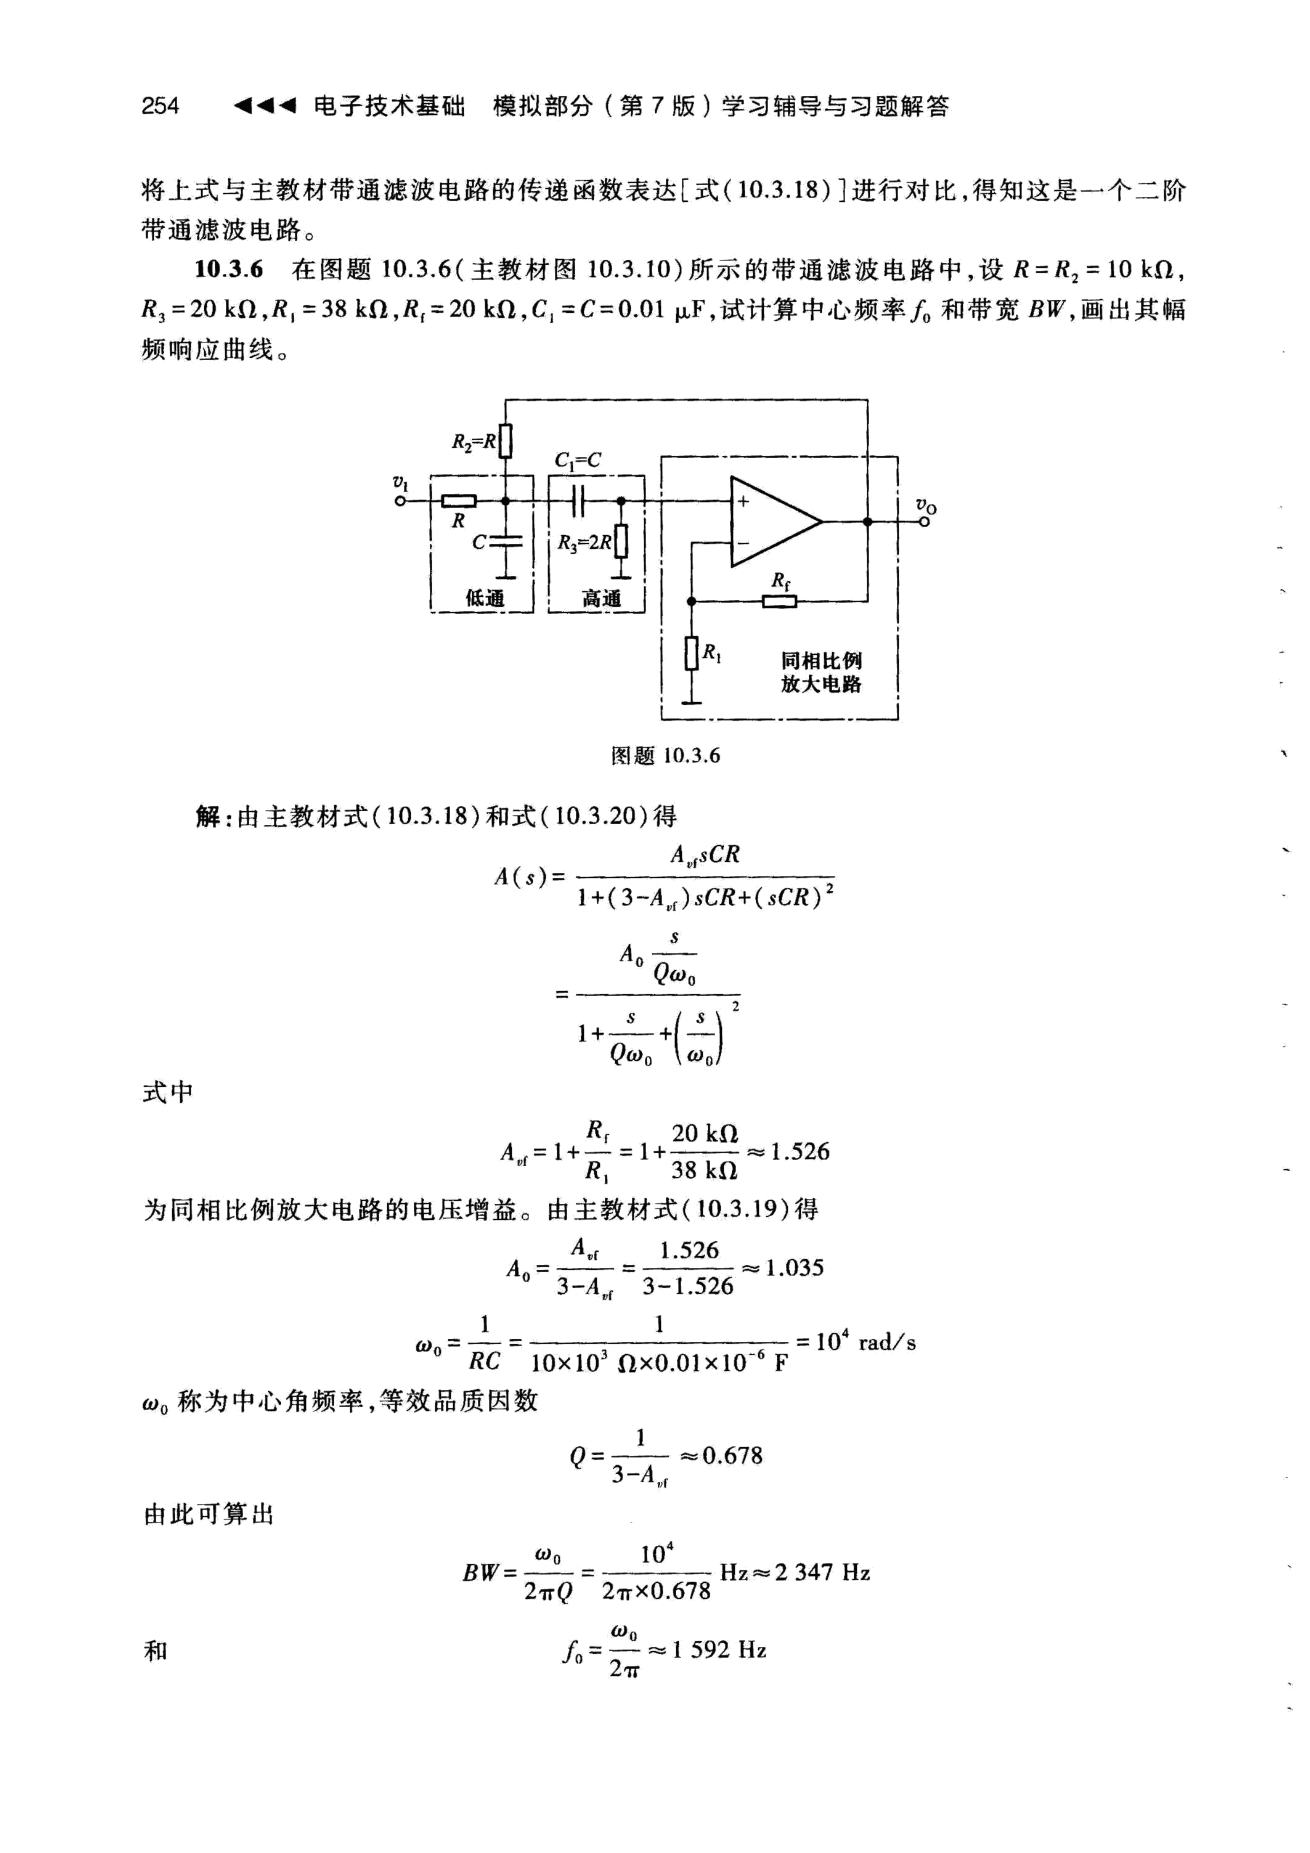 254 ◀◀◀ 电子技术基础 模拟部分(第7版)学习辅导与习题解答
将上式与主教材带通滤波电路的传递函数表达[式(10.3.18)]进行对比,得知这是一个二阶
带通滤波电路。
10.3.6 在图题 10.3.6(主教材图 10.3.10)所示的带通滤波电路中,设 R=R₂=10 kΩ,
R₃=20 kΩ,R₁=38 kΩ,R_f=20 kΩ,C₁=C=0.01 μF,试计算中心频率 f₀ 和带宽 BW,画出其幅
频响应曲线。
R₂=R
C₁=C
v_I
R
C
R₃=2R
低通
高通
+
−
v_O
R_f
R₁
同相比例
放大电路
图题 10.3.6
解:由主教材式(10.3.18)和式(10.3.20)得
A(s)= A_vf sCR / (1+(3-A_vf)sCR+(sCR)²)
= A₀ (s/(Qω₀)) / (1+s/(Qω₀)+(s/ω₀)²)
式中
A_vf=1+R_f/R₁=1+20 kΩ/38 kΩ≈1.526
为同相比例放大电路的电压增益。由主教材式(10.3.19)得
A₀=A_vf/(3-A_vf)=1.526/(3-1.526)≈1.035
ω₀=1/(RC)=1/(10×10³ Ω×0.01×10⁻⁶ F)=10⁴ rad/s
ω₀ 称为中心角频率,等效品质因数
Q=1/(3-A_vf)≈0.678
由此可算出
BW=ω₀/(2πQ)=10⁴/(2π×0.678) Hz≈2 347 Hz
和 f₀=ω₀/(2π)≈1 592 Hz